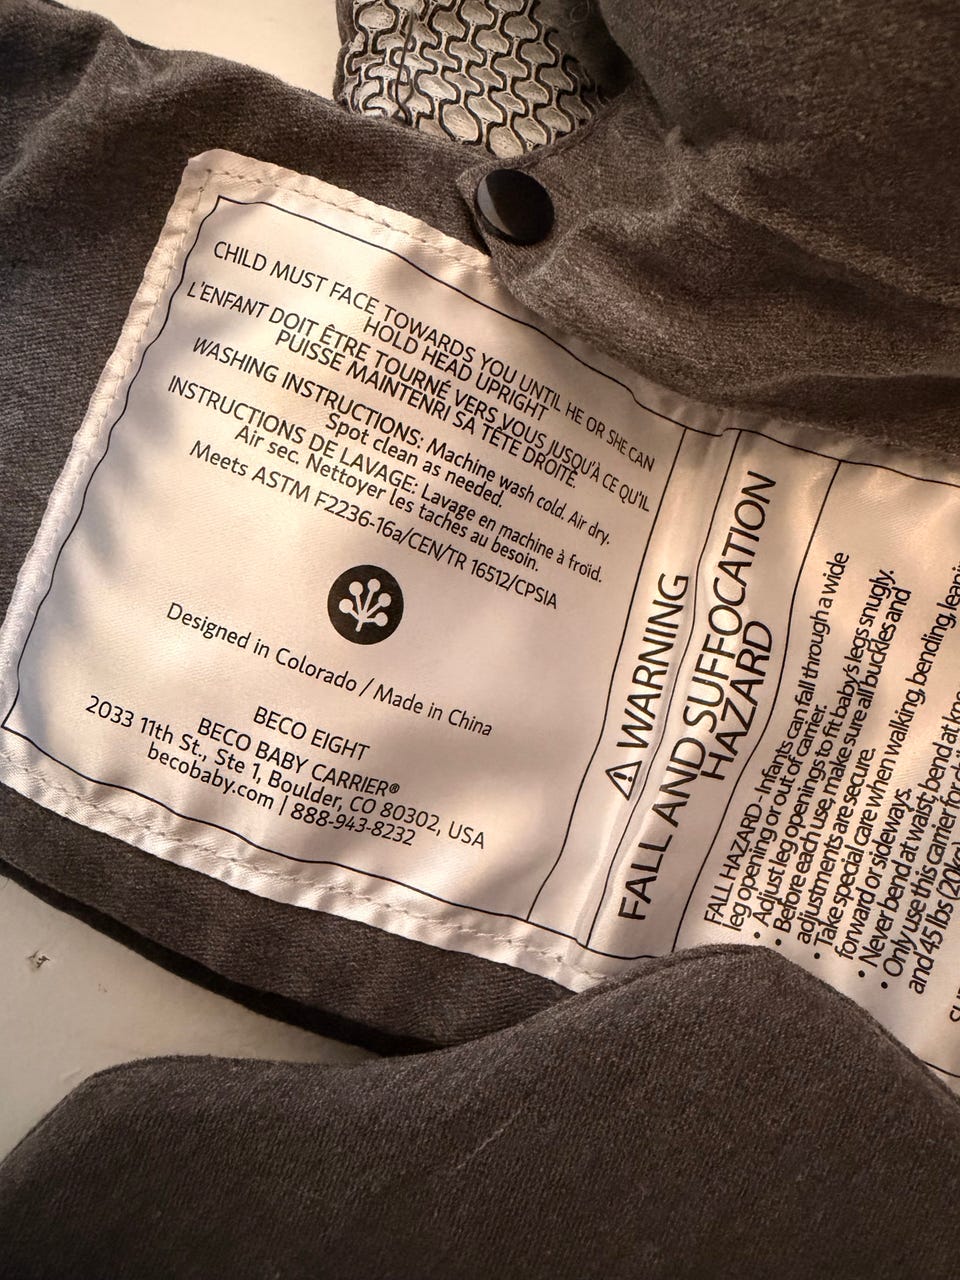 CHILD MUST FACE TOWARDS YOU UNTIL HE OR SHE CAN
HOLD HEAD UPRIGHT
L'ENFANT DOIT ÊTRE TOURNÉ VERS VOUS JUSQU'À CE QU'IL
PUISSE MAINTENRI SA TÊTE DROITE.
WASHING INSTRUCTIONS: Machine wash cold. Air dry.
Spot clean as needed.
INSTRUCTIONS DE LAVAGE: Lavage en machine à froid.
Air sec. Nettoyer les taches au besoin.
Meets ASTM F2236-16a/CEN/TR 16512/CPSIA
Designed in Colorado / Made in China
BECO EIGHT
BECO BABY CARRIER®
2033 11th St., Ste 1, Boulder, CO 80302, USA
becobaby.com | 888-943-8232
⚠ WARNING
FALL AND SUFFOCATION
HAZARD
FALL HAZARD - Infants can fall through a wide
leg opening or out of carrier.
• Adjust leg openings to fit baby's legs snugly.
• Before each use, make sure all buckles and
adjustments are secure.
• Take special care when walking, bending, leaning
forward or sideways.
• Never bend at waist; bend at
• Only use this carrier for
and 45 lbs (20kg)